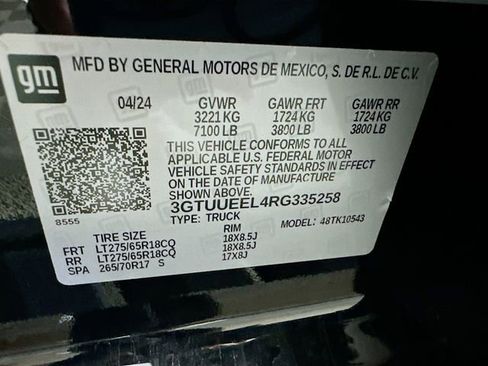 gm
MFD BY GENERAL MOTORS DE MEXICO, S. DE R.L. DE C.V.
04/24 GVWR GAWR FRT GAWR RR
3221 KG 1724 KG 1724 KG
7100 LB 3800 LB 3800 LB
THIS VEHICLE CONFORMS TO ALL
APPLICABLE U.S. FEDERAL MOTOR
VEHICLE SAFETY STANDARDS IN EFFECT
ON THE DATE OF MANUFACTURE
SHOWN ABOVE.
3GTUUEEL4RG335258
8555 TYPE: TRUCK MODEL: 48TK10543
TIRE SIZE RIM
FRT LT275/65R18CQ 18X8.5J
RR LT275/65R18CQ 18X8.5J
SPA 265/70R17 S 17X8J